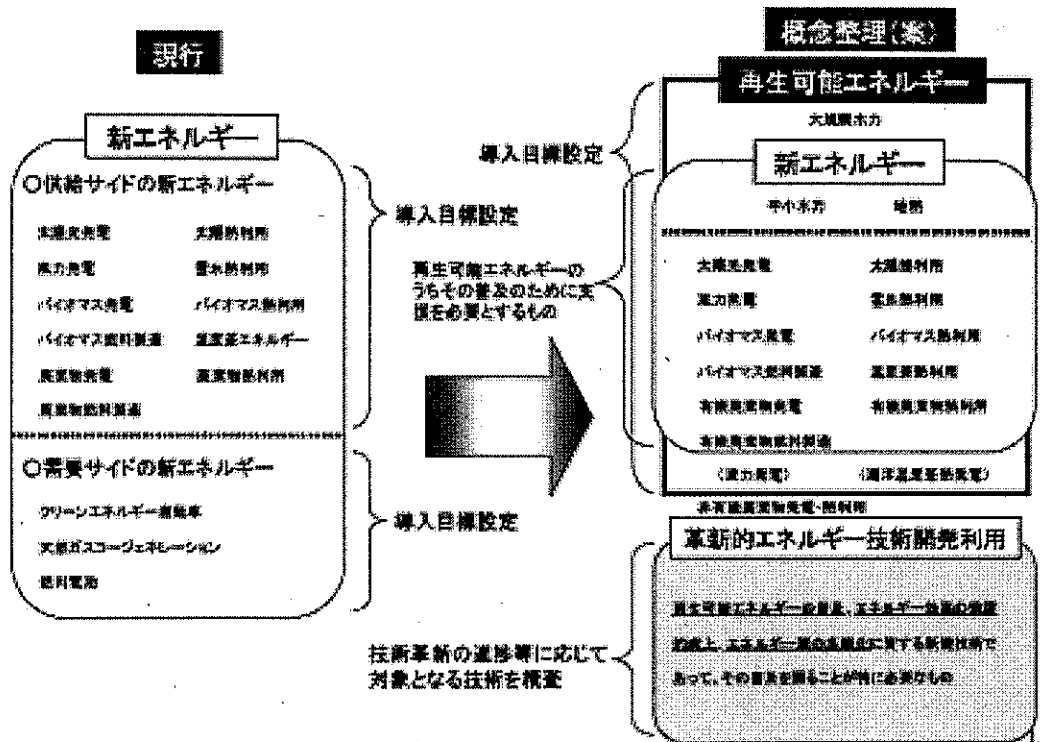 現行
新エネルギー
○供給サイドの新エネルギー
太陽光発電 太陽熱利用
風力発電 雪氷熱利用
バイオマス発電 バイオマス熱利用
バイオマス燃料製造 温度差エネルギー
廃棄物発電 廃棄物熱利用
廃棄物燃料製造
導入目標設定
○需要サイドの新エネルギー
クリーンエネルギー自動車
天然ガスコージェネレーション
燃料電池
導入目標設定
概念整理(案)
再生可能エネルギー
大規模水力
導入目標設定
新エネルギー
中小水力 地熱
再生可能エネルギーの
うちその普及のために支
援を必要とするもの
太陽光発電 太陽熱利用
風力発電 雪氷熱利用
バイオマス発電 バイオマス熱利用
バイオマス燃料製造 温度差熱利用
有機廃棄物発電 有機廃棄物熱利用
有機廃棄物燃料製造
(海洋温度差熱発電)
非有機廃棄物発電・熱利用
革新的エネルギー技術開発利用
再生可能エネルギーの普及、エネルギー効率の飛躍
的向上、エネルギー源の多様化に資する新規技術で
あって、その普及を図ることが特に必要なもの
技術革新の進捗等に応じて
対象となる技術を精査